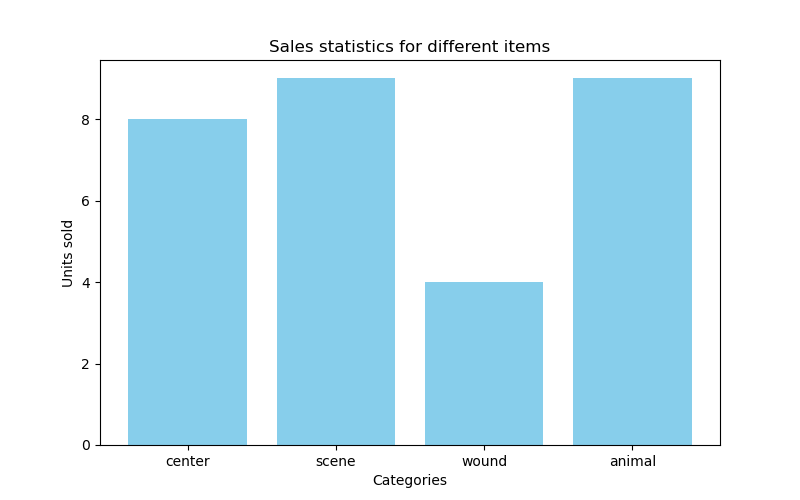 Sales statistics for different items
Units sold
8
6
4
2
0
center scene wound animal
Categories